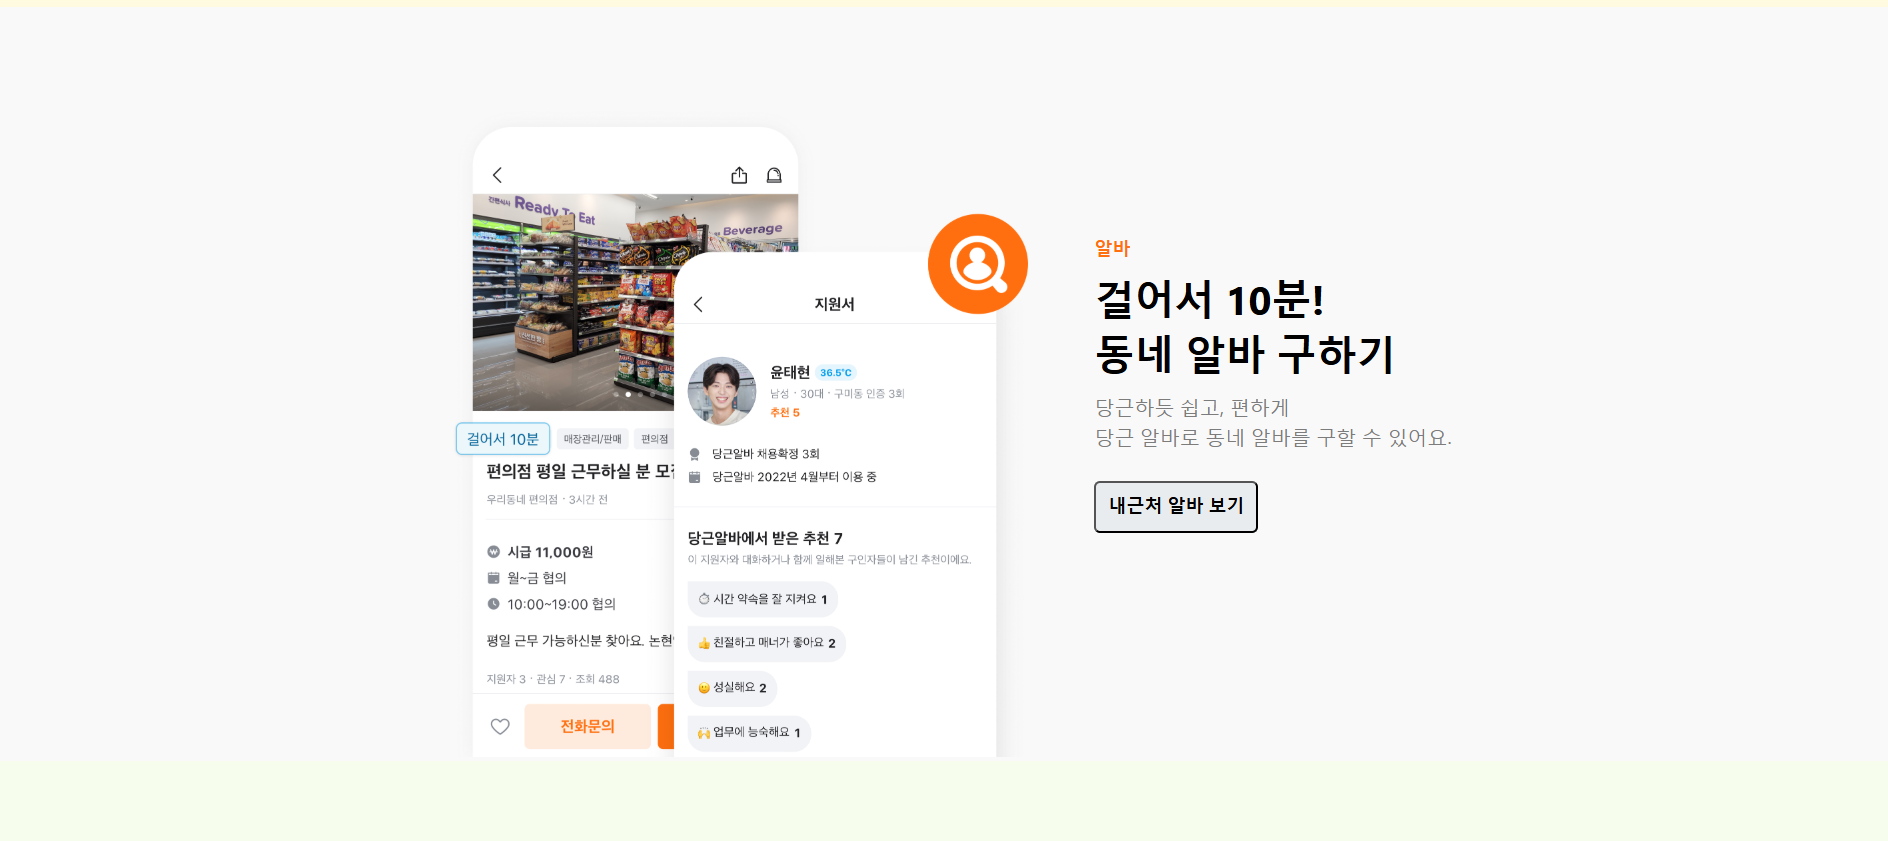 간편식사 Ready To Eat
Beverage
걸어서 10분
매장관리/판매
편의점
편의점 평일 근무하실 분
우리동네 편의점 · 3시간 전
시급 11,000원
월~금 협의
10:00~19:00 협의
평일 근무 가능하신분 찾아요. 논현
지원자 3 · 관심 7 · 조회 488
전화문의
지원서
윤태현 36.5°C
남성 · 30대 · 구미동 인증 3회
추천 5
당근알바 채용확정 3회
당근알바 2022년 4월부터 이용 중
당근알바에서 받은 추천 7
이 지원자와 대화하거나 함께 일해본 구인자들이 남긴 추천이에요.
시간 약속을 잘 지켜요 1
친절하고 매너가 좋아요 2
성실해요 2
업무에 능숙해요 1
알바
걸어서 10분!
동네 알바 구하기
당근하듯 쉽고, 편하게
당근 알바로 동네 알바를 구할 수 있어요.
내근처 알바 보기